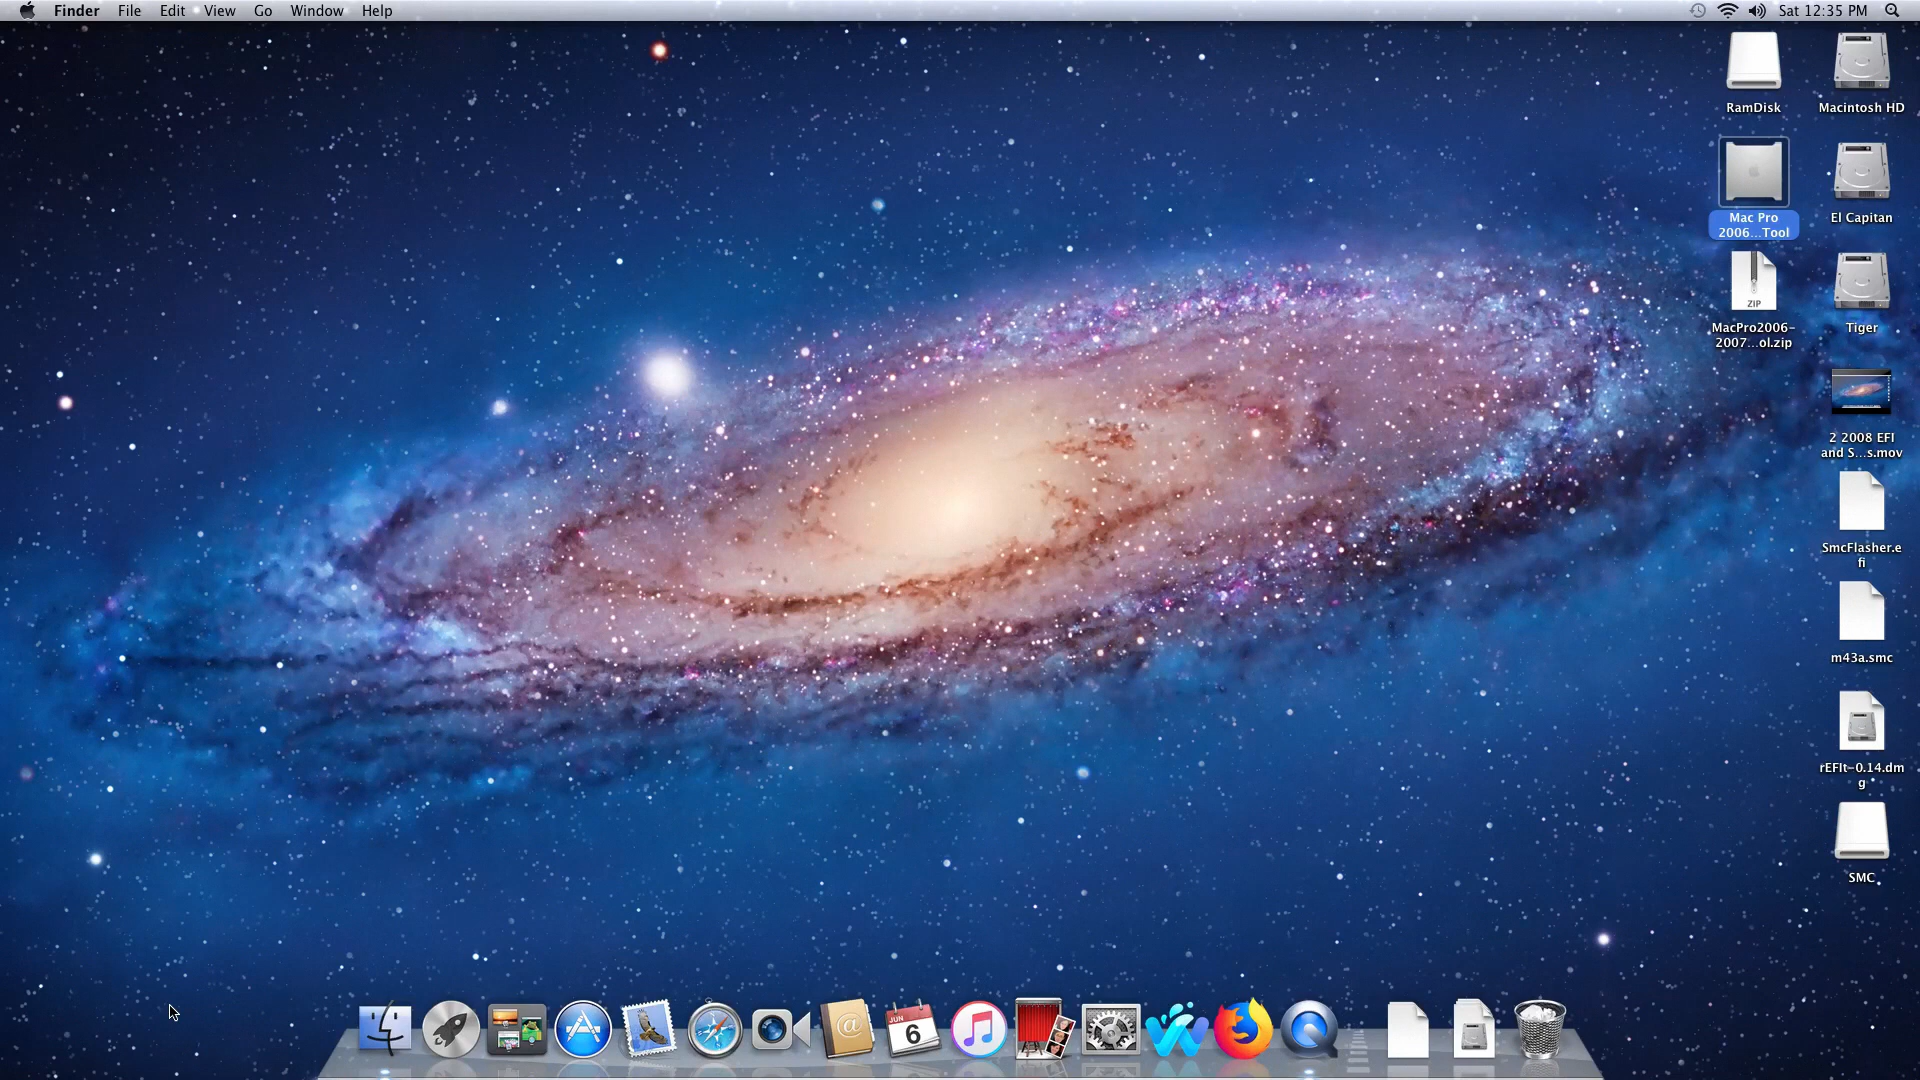 Finder File Edit View Go Window Help
Sat 12:35 PM
RamDisk
Macintosh HD
Mac Pro
2006...Tool
El Capitan
ZIP
MacPro2006-
2007...ol.zip
Tiger
2 2008 EFI
and S...s.mov
SmcFlasher.e
fi
m43a.smc
rEFIt-0.14.dm
g
SMC
JUN
6